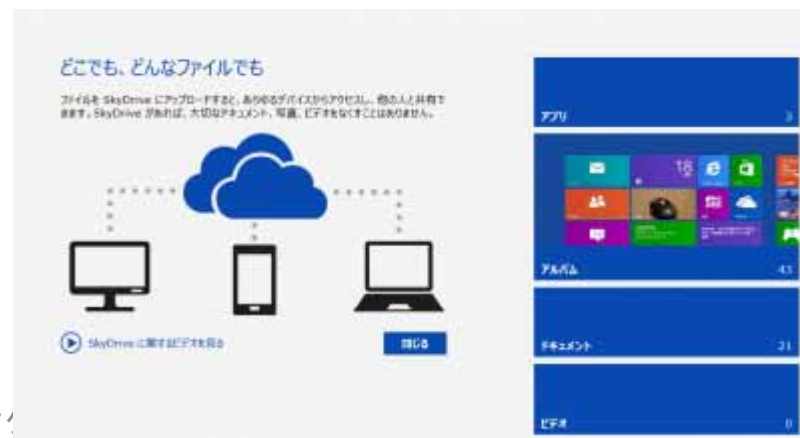 どこでも、どんなファイルでも
ファイルを SkyDrive にアップロードすると、あらゆるデバイスからアクセスし、他の人と共有で
きます。SkyDrive があれば、大切なドキュメント、写真、ビデオをなくすことはありません。
SkyDrive に関するビデオを見る
閉じる
アプリ 3
18
アルバム 43
ドキュメント 21
ビデオ 0